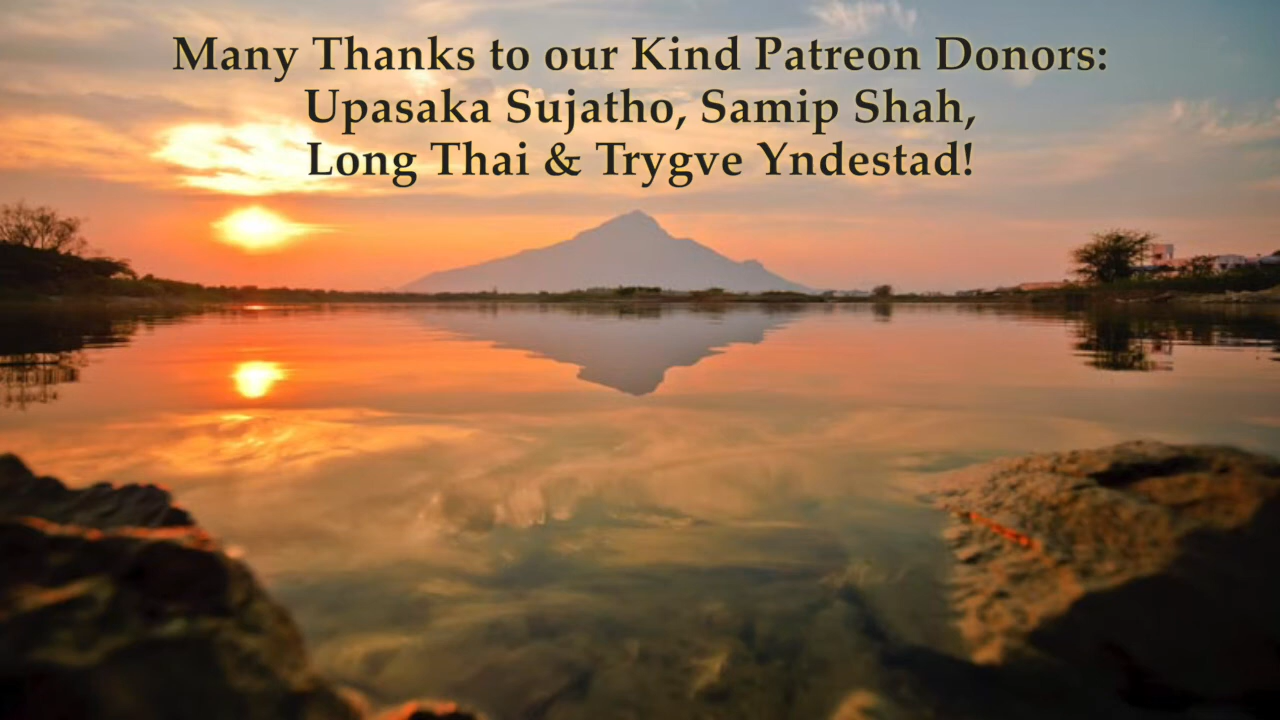 Many Thanks to our Kind Patreon Donors:
Upasaka Sujatho, Samip Shah,
Long Thai & Trygve Yndestad!